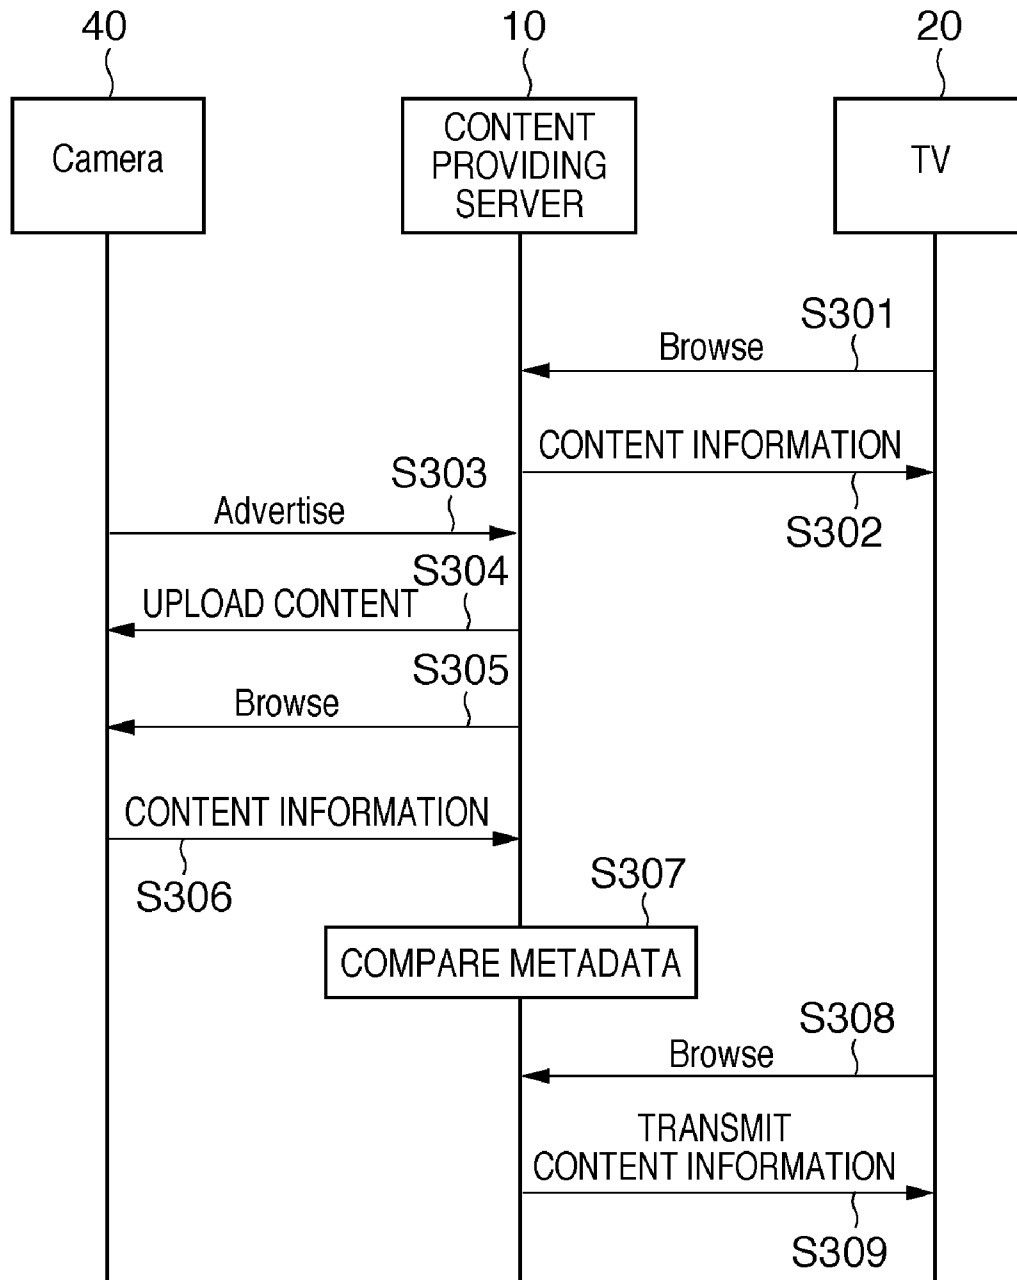 40
10
20
Camera
CONTENT
PROVIDING
SERVER
TV
S301
Browse
CONTENT INFORMATION
S302
S303
Advertise
S304
UPLOAD CONTENT
S305
Browse
CONTENT INFORMATION
S306
S307
COMPARE METADATA
S308
Browse
TRANSMIT
CONTENT INFORMATION
S309